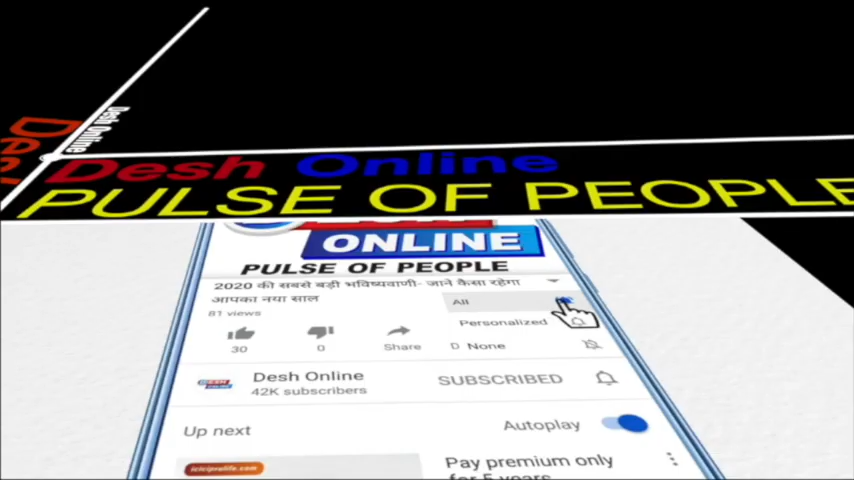 Desh Online
Desh Online
PULSE OF PEOPLE
ONLINE
PULSE OF PEOPLE
2020 की सबसे बड़ी भविष्यवाणी- जाने कैसा रहेगा
आपका नया साल
81 views
All
Personalized
None
30
0
Share
Desh Online
42K subscribers
SUBSCRIBED
Up next
Autoplay
iciciprulife.com
Pay premium only
for 5 years